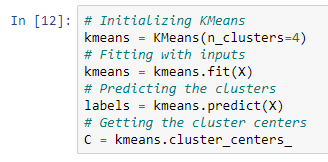 In [12]: # Initializing KMeans
kmeans = KMeans(n_clusters=4)
# Fitting with inputs
kmeans = kmeans.fit(X)
# Predicting the clusters
labels = kmeans.predict(X)
# Getting the cluster centers
C = kmeans.cluster_centers_